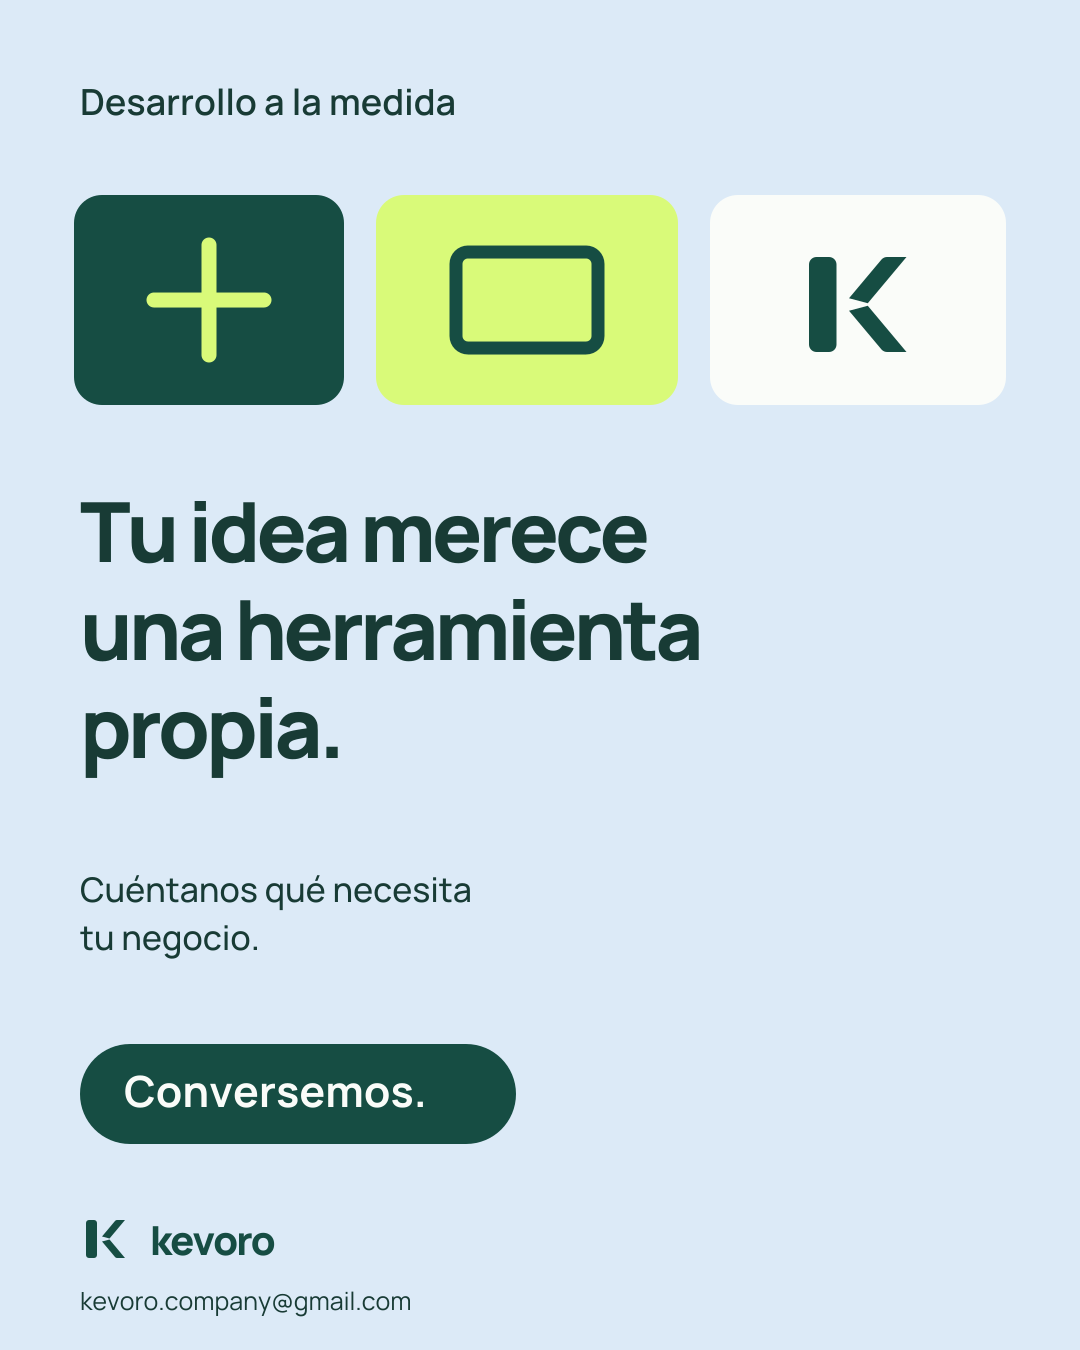 Desarrollo a la medida
Tu idea merece
una herramienta
propia.
Cuéntanos qué necesita
tu negocio.
Conversemos.
kevoro
kevoro.company@gmail.com